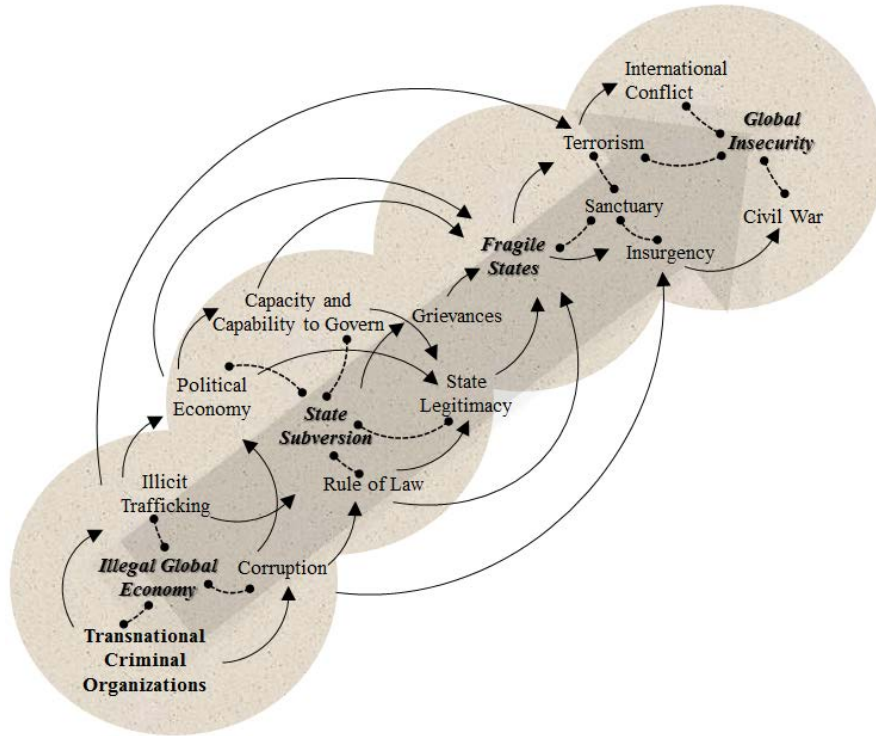 International
Conflict
Global
Insecurity
Terrorism
Sanctuary
Civil War
Fragile
States
Insurgency
Capacity and
Capability to Govern
Grievances
Political
Economy
State
Legitimacy
State
Subversion
Illicit
Trafficking
Rule of Law
Illegal Global
Economy
Corruption
Transnational
Criminal
Organizations